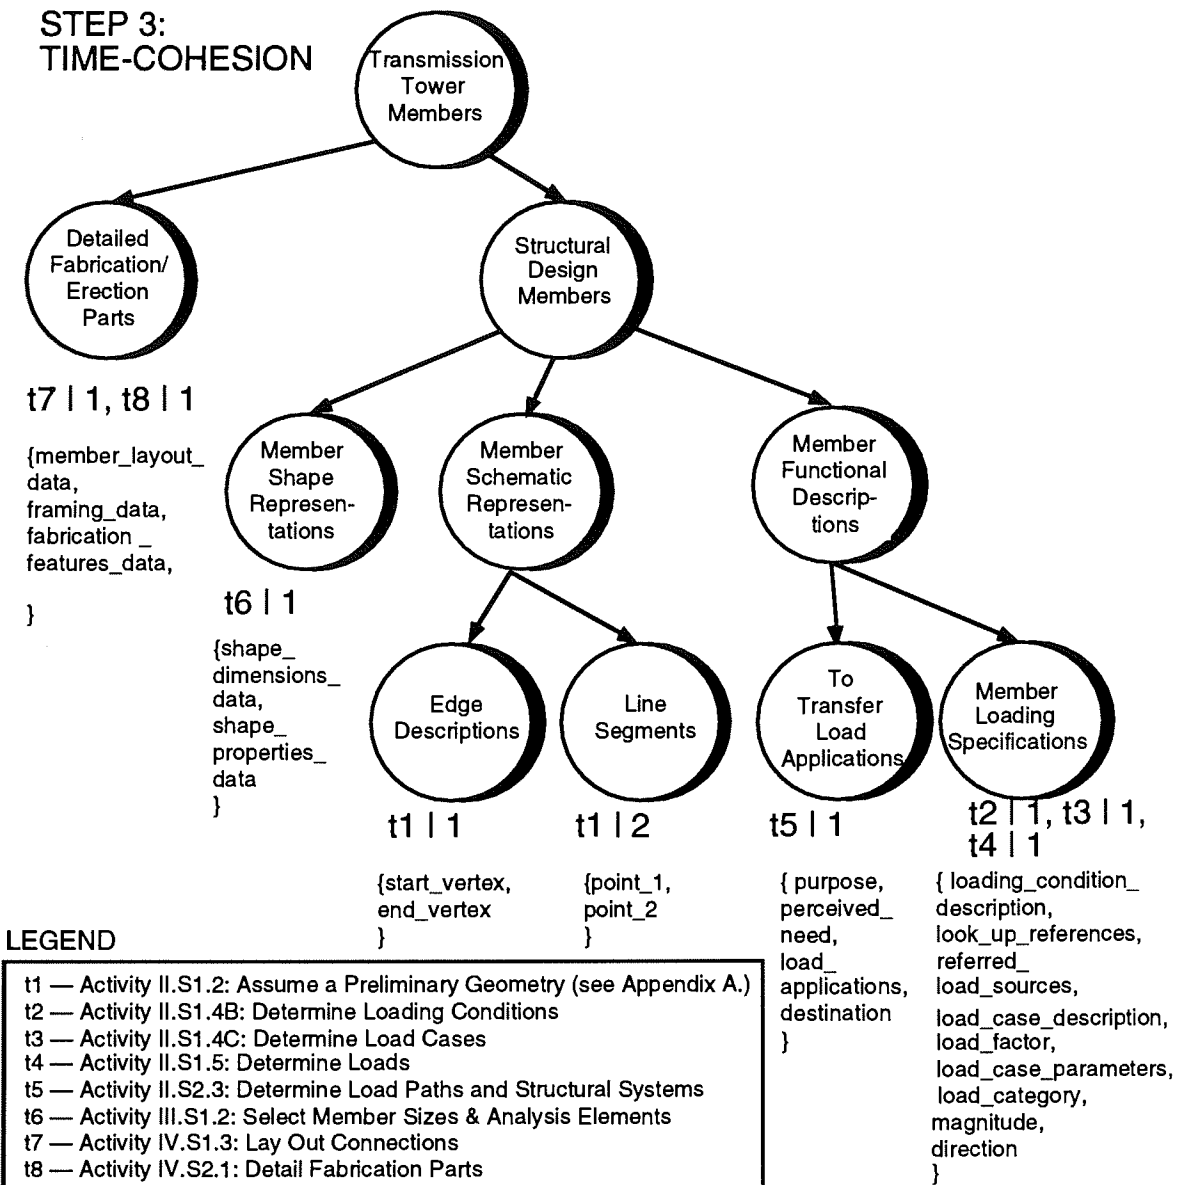 STEP 3:
TIME-COHESION
Transmission
Tower
Members
Detailed
Fabrication/
Erection
Parts
Structural
Design
Members
t7 | 1, t8 | 1
{member_layout_
data,
framing_data,
fabrication _
features_data,
}
Member
Shape
Represen-
tations
Member
Schematic
Represen-
tations
Member
Functional
Descrip-
tions
t6 | 1
{shape_
dimensions_
data,
shape_
properties_
data
}
Edge
Descriptions
Line
Segments
To
Transfer
Load
Applications
Member
Loading
Specifications
t1 | 1
{start_vertex,
end_vertex
}
t1 | 2
{point_1,
point_2
}
t5 | 1
{ purpose,
perceived_
need,
load_
applications,
destination
}
t2 | 1, t3 | 1,
t4 | 1
{ loading_condition_
description,
look_up_references,
referred_
load_sources,
load_case_description,
load_factor,
load_case_parameters,
load_category,
magnitude,
direction
}
LEGEND
t1 — Activity II.S1.2: Assume a Preliminary Geometry (see Appendix A.)
t2 — Activity II.S1.4B: Determine Loading Conditions
t3 — Activity II.S1.4C: Determine Load Cases
t4 — Activity II.S1.5: Determine Loads
t5 — Activity II.S2.3: Determine Load Paths and Structural Systems
t6 — Activity III.S1.2: Select Member Sizes & Analysis Elements
t7 — Activity IV.S1.3: Lay Out Connections
t8 — Activity IV.S2.1: Detail Fabrication Parts